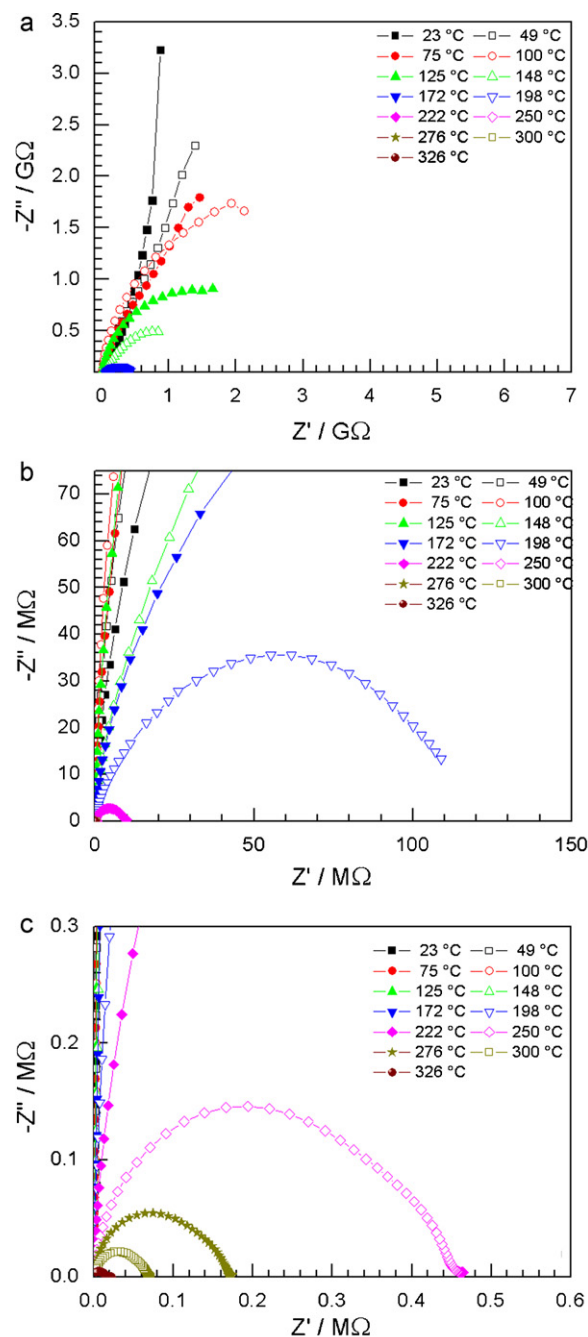 a
3.5
3.0
2.5
2.0
1.5
1.0
0.5
-Z'' / GΩ
23 °C 49 °C
75 °C 100 °C
125 °C 148 °C
172 °C 198 °C
222 °C 250 °C
276 °C 300 °C
326 °C
0 1 2 3 4 5 6 7
Z' / GΩ
b
70
60
50
40
30
20
10
0
-Z'' / MΩ
23 °C 49 °C
75 °C 100 °C
125 °C 148 °C
172 °C 198 °C
222 °C 250 °C
276 °C 300 °C
326 °C
0 50 100 150
Z' / MΩ
c
0.3
0.2
0.1
0.0
-Z'' / MΩ
23 °C 49 °C
75 °C 100 °C
125 °C 148 °C
172 °C 198 °C
222 °C 250 °C
276 °C 300 °C
326 °C
0.0 0.1 0.2 0.3 0.4 0.5 0.6
Z' / MΩ